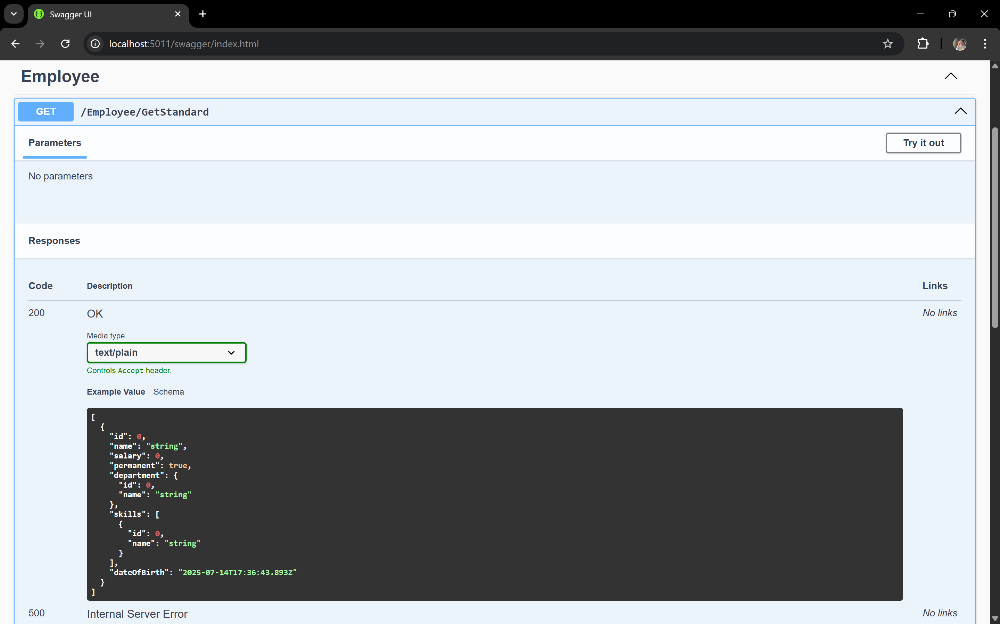 Swagger UI
localhost:5011/swagger/index.html
Employee
GET /Employee/GetStandard
Parameters
Try it out
No parameters
Responses
Code Description Links
200 OK No links
Media type
text/plain
Controls Accept header.
Example Value Schema
[
  {
    "id": 0,
    "name": "string",
    "salary": 0,
    "permanent": true,
    "department": {
      "id": 0,
      "name": "string"
    },
    "skills": [
      {
        "id": 0,
        "name": "string"
      }
    ],
    "dateOfBirth": "2025-07-14T17:36:43.893Z"
  }
]
500 Internal Server Error No links